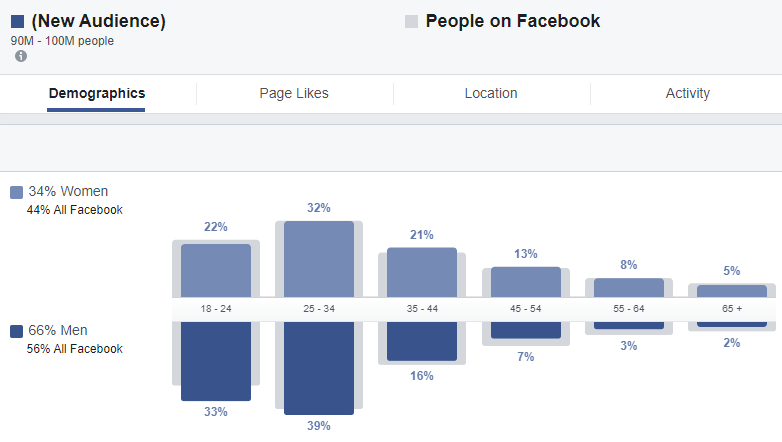 (New Audience)
90M - 100M people
People on Facebook
Demographics
Page Likes
Location
Activity
34% Women
44% All Facebook
22%
32%
21%
13%
8%
5%
18 - 24
25 - 34
35 - 44
45 - 54
55 - 64
65 +
66% Men
56% All Facebook
33%
39%
16%
7%
3%
2%